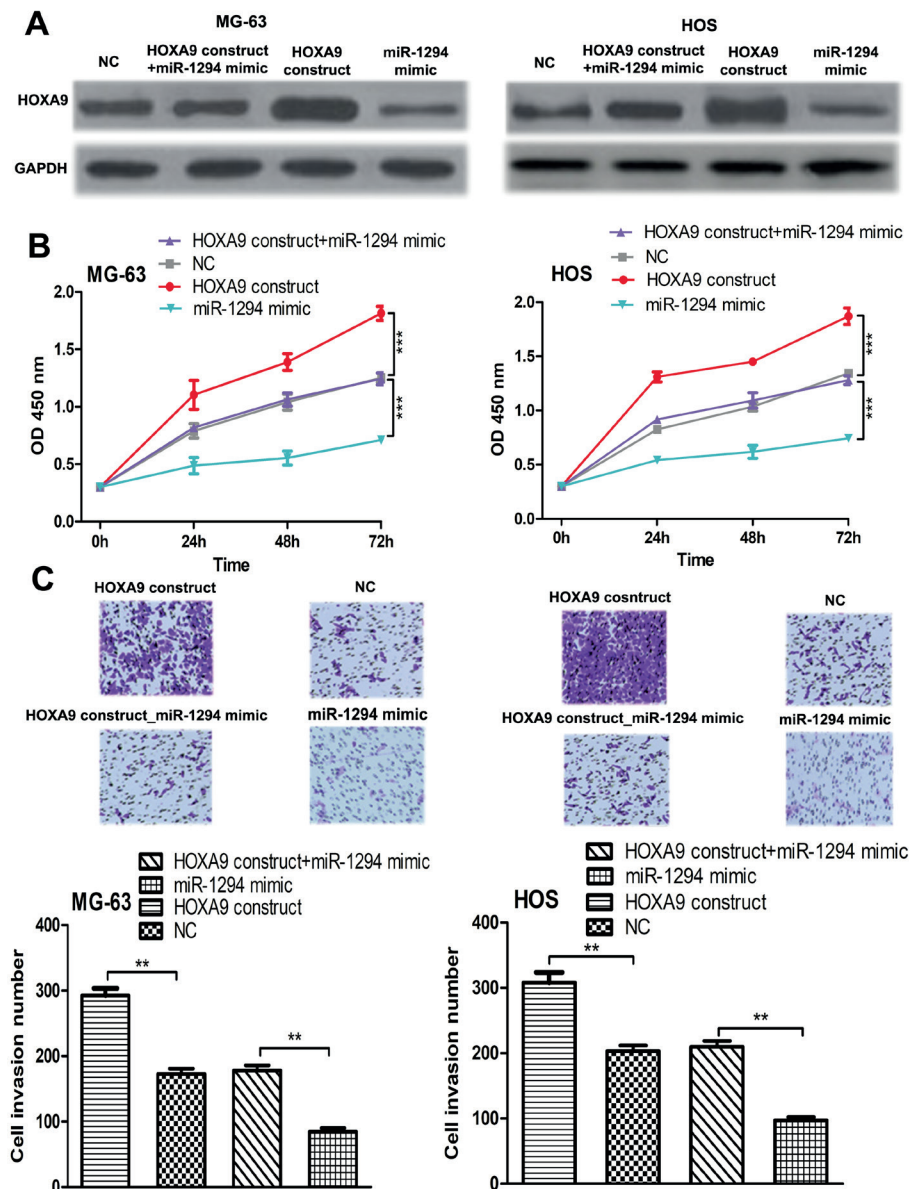 A
MG-63
NC
HOXA9 construct
+miR-1294 mimic
HOXA9
construct
miR-1294
mimic
HOXA9
GAPDH
HOS
NC
HOXA9 construct
+miR-1294 mimic
HOXA9
construct
miR-1294
mimic
B
MG-63
HOXA9 construct+miR-1294 mimic
NC
HOXA9 construct
miR-1294 mimic
OD 450 nm
2.0
1.5
1.0
0.5
0.0
0h
24h
48h
72h
Time
***
***
HOS
HOXA9 construct+miR-1294 mimic
NC
HOXA9 construct
miR-1294 mimic
OD 450 nm
2.0
1.5
1.0
0.5
0.0
0h
24h
48h
72h
Time
***
***
C
HOXA9 construct
NC
HOXA9 construct_miR-1294 mimic
miR-1294 mimic
HOXA9 cosntruct
NC
HOXA9 construct_miR-1294 mimic
miR-1294 mimic
MG-63
HOXA9 construct+miR-1294 mimic
miR-1294 mimic
HOXA9 construct
NC
Cell invasion number
400
300
200
100
0
**
**
HOS
HOXA9 construct+miR-1294 mimic
miR-1294 mimic
HOXA9 construct
NC
Cell invasion number
400
300
200
100
0
**
**